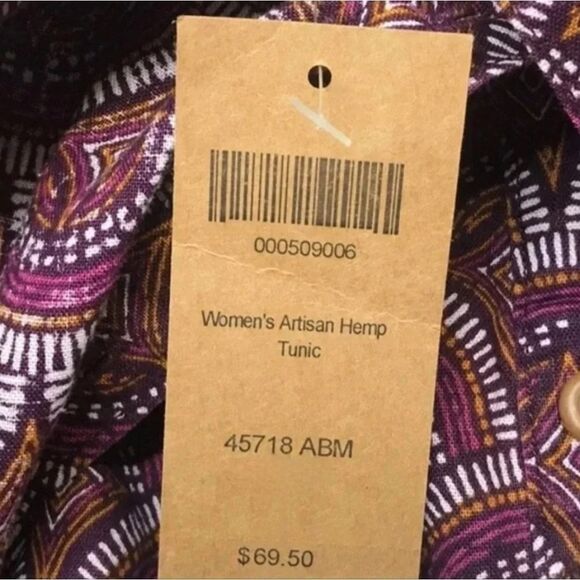 000509006
Women's Artisan Hemp
Tunic
45718 ABM
$69.50